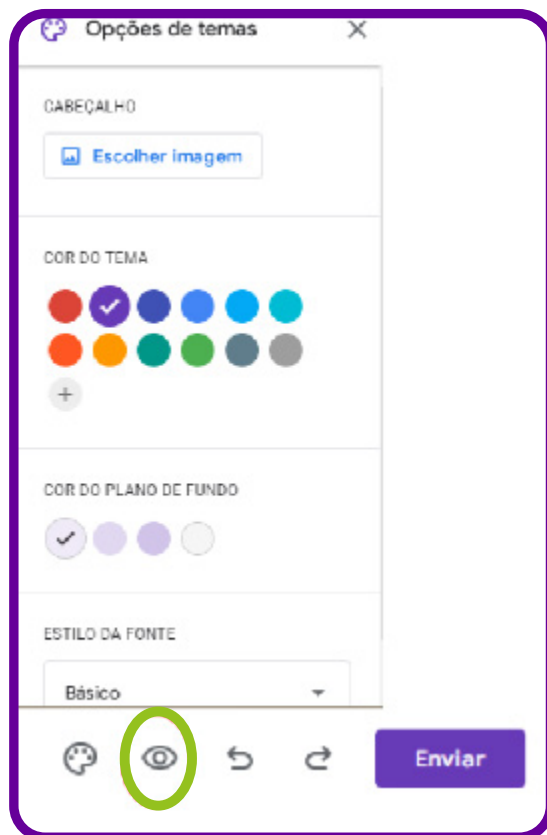 Opções de temas
CABEÇALHO
Escolher imagem
COR DO TEMA
COR DO PLANO DE FUNDO
ESTILO DA FONTE
Básico
Enviar